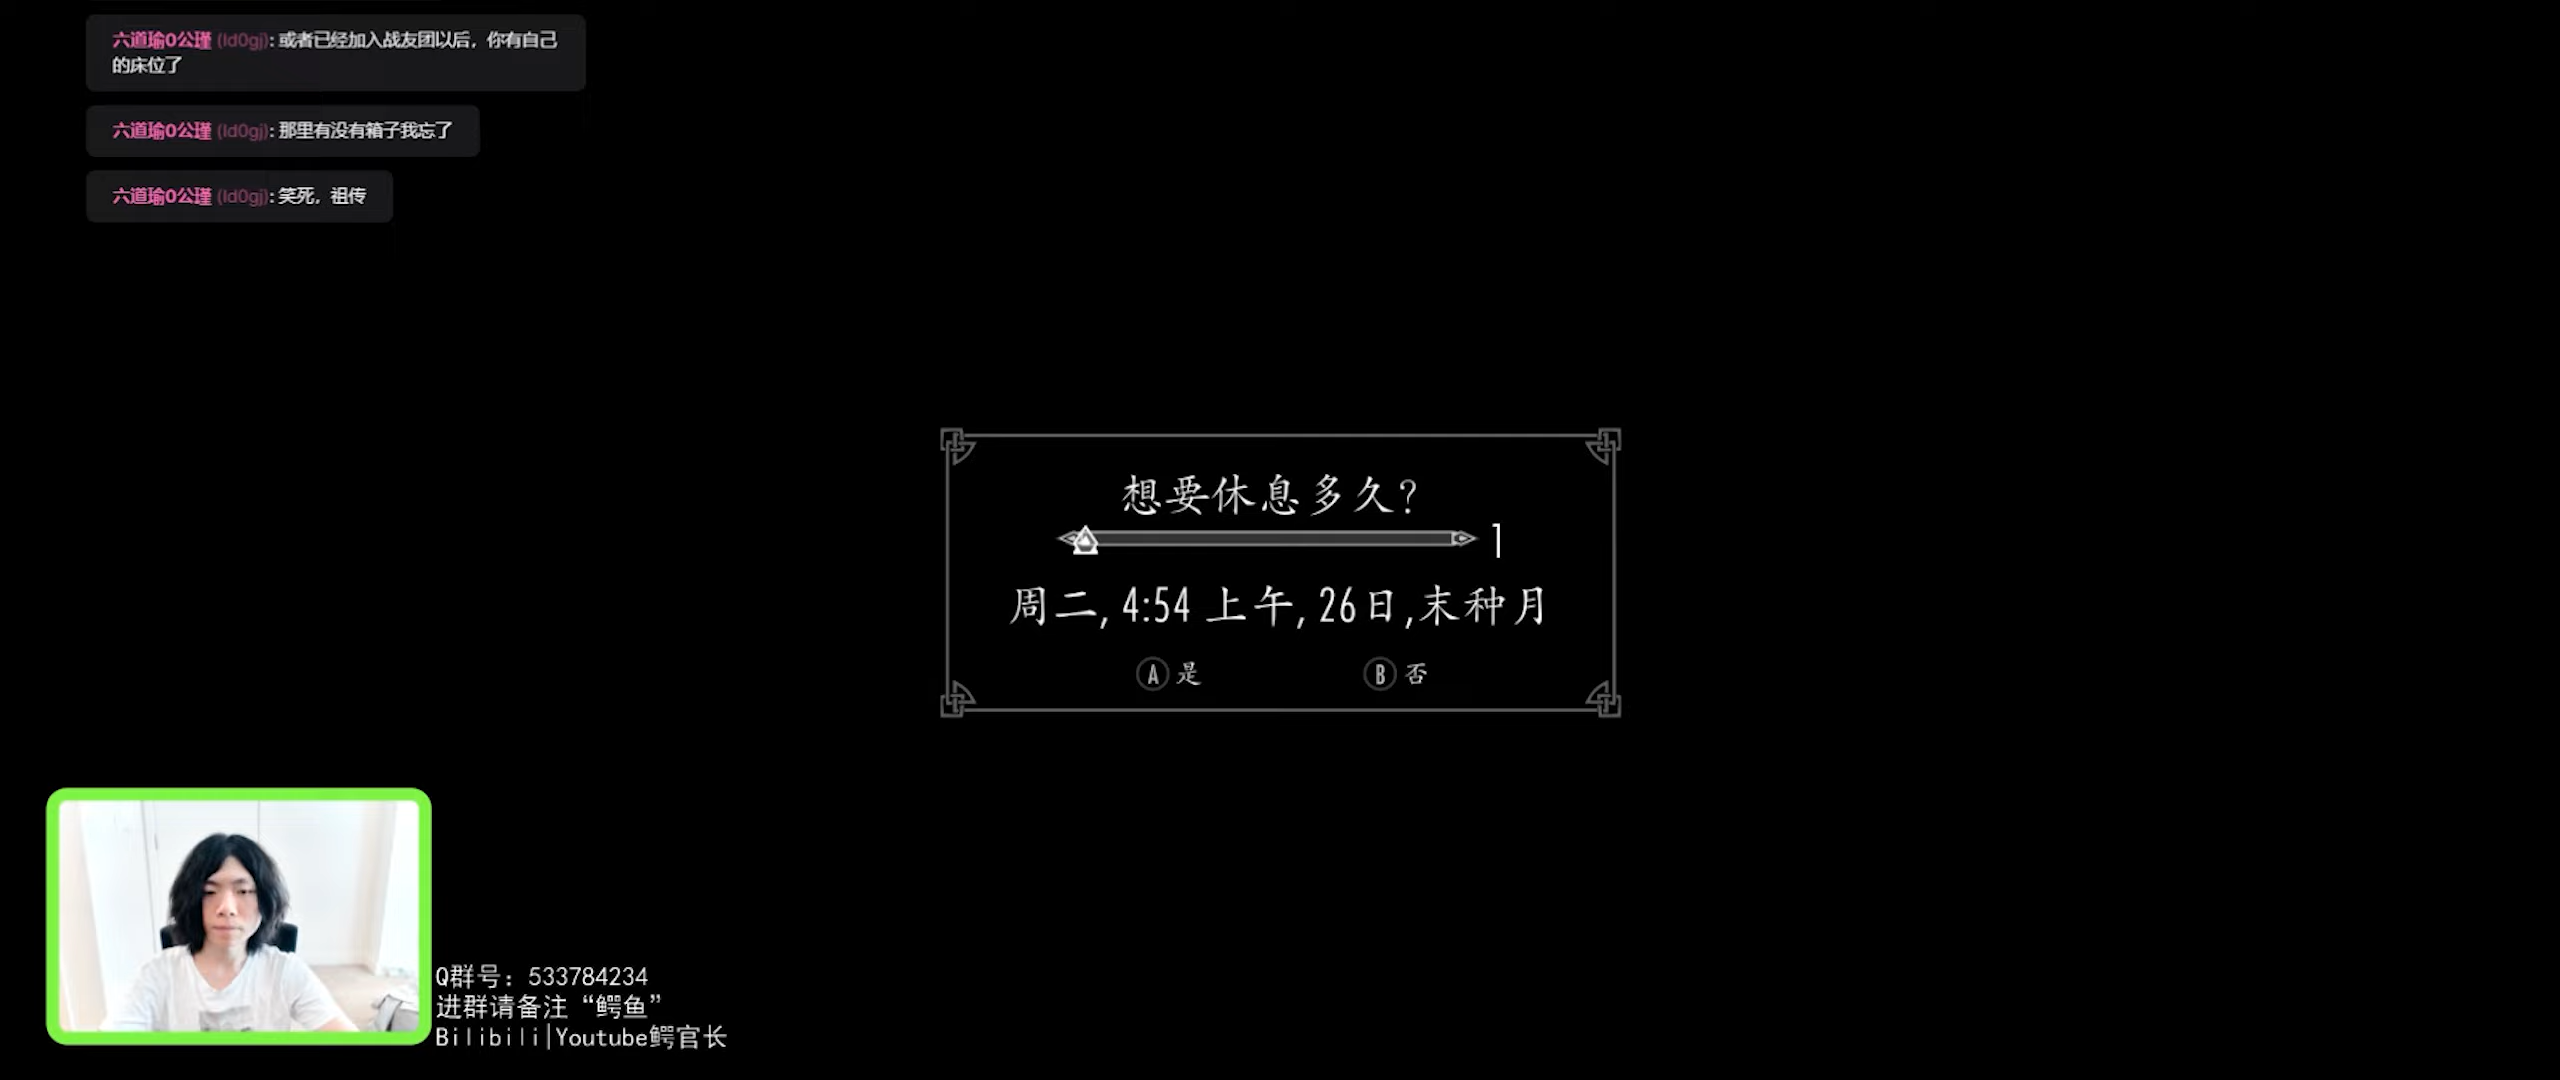 六道瑜0公瑾 (ld0gj): 或者已经加入战友团以后，你有自己
的床位了
六道瑜0公瑾 (ld0gj): 那里有没有箱子我忘了
六道瑜0公瑾 (ld0gj): 笑死，祖传
想要休息多久?
1
周二, 4:54 上午, 26日,末种月
A 是
B 否
Q群号：533784234
进群请备注“鳄鱼”
Bilibili|Youtube鳄官长